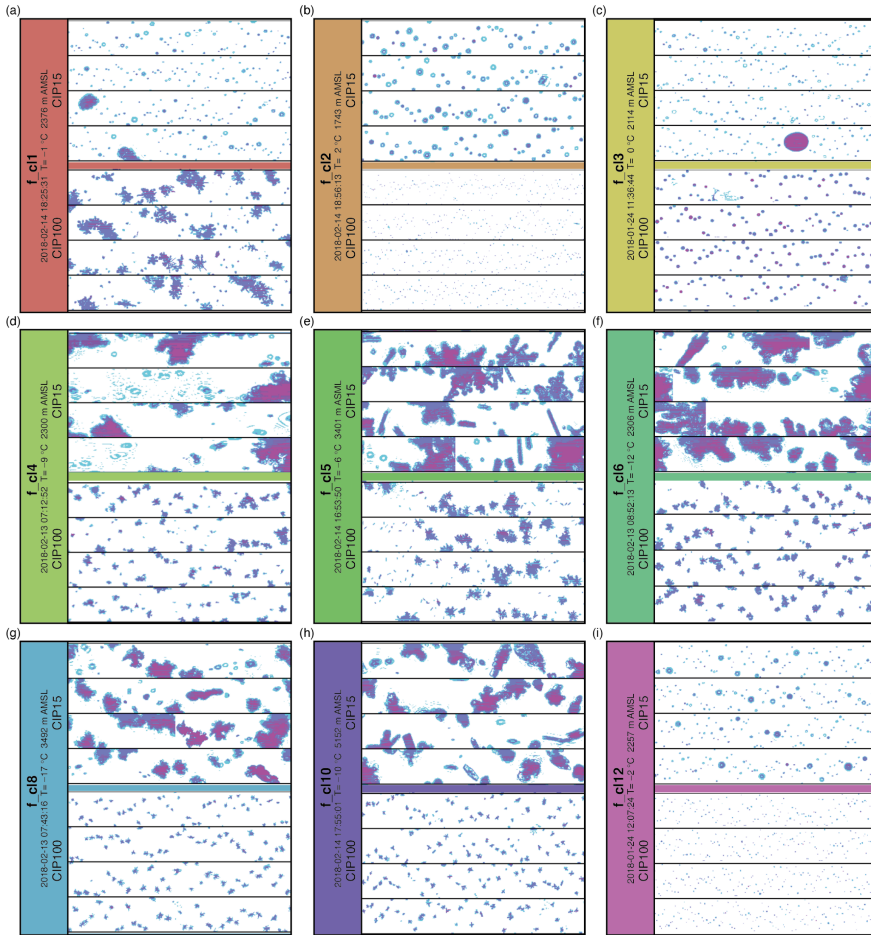 (a)
f_cl1
2018-02-14 18:25:31 T= −1 °C 2376 m AMSL
CIP100 CIP15
(b)
f_cl2
2018-02-14 18:56:13 T= 2 °C 1743 m AMSL
CIP100 CIP15
(c)
f_cl3
2018-01-24 11:36:44 T= 0 °C 2114 m AMSL
CIP100 CIP15
(d)
f_cl4
2018-02-13 07:12:52 T= −9 °C 2300 m AMSL
CIP100 CIP15
(e)
f_cl5
2018-02-14 16:53:50 T= −6 °C 3401 m ASML
CIP100 CIP15
(f)
f_cl6
2018-02-13 08:52:13 T= −12 °C 2306 m AMSL
CIP100 CIP15
(g)
f_cl8
2018-02-13 07:43:16 T= −17 °C 3492 m AMSL
CIP100 CIP15
(h)
f_cl10
2018-02-14 17:55:01 T= −10 °C 5152 m AMSL
CIP100 CIP15
(i)
f_cl12
2018-01-24 12:07:24 T= −2 °C 2257 m AMSL
CIP100 CIP15